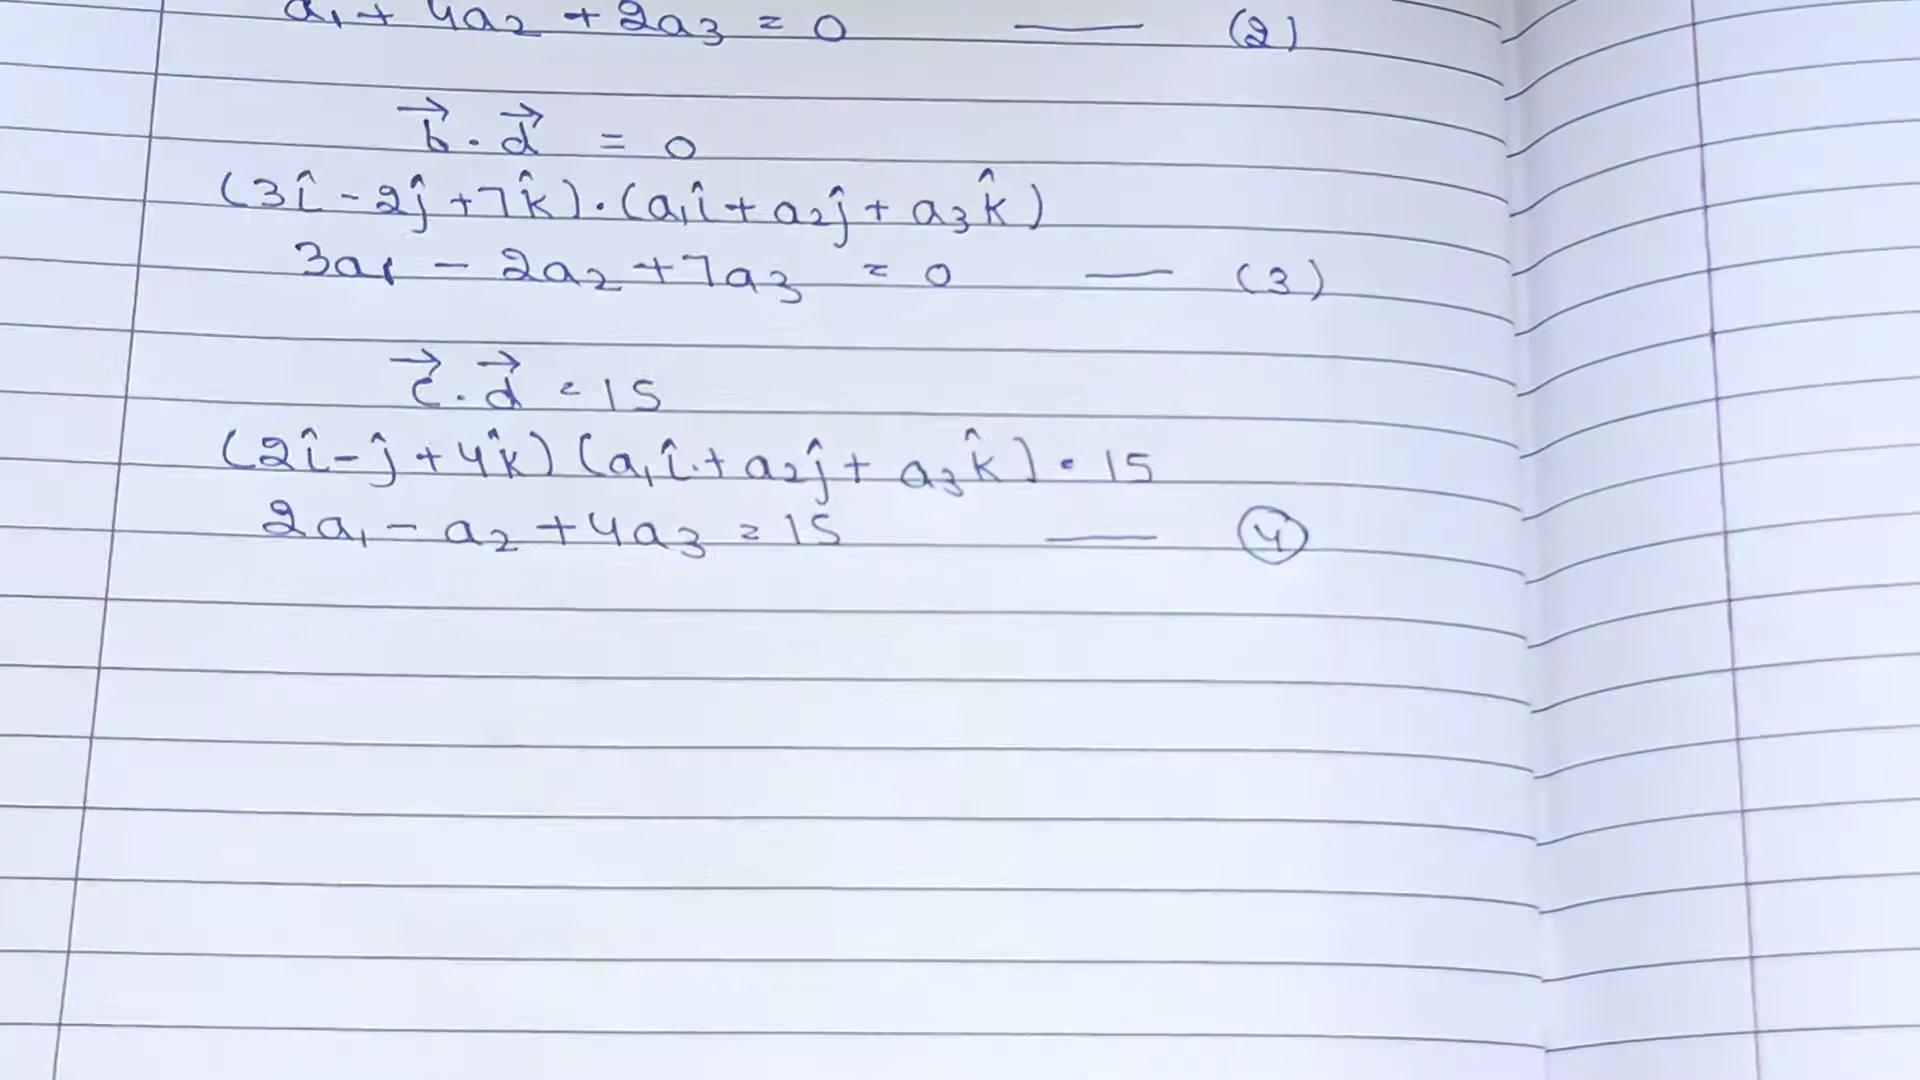 a₁ + 4a₂ + 2a₃ = 0 —— (2)
b⃗ . d⃗ = 0
(3î - 2ĵ + 7k̂) . (a₁î + a₂ĵ + a₃k̂)
3a₁ - 2a₂ + 7a₃ = 0 —— (3)
c⃗ . d⃗ = 15
(2î - ĵ + 4k̂) (a₁î + a₂ĵ + a₃k̂) = 15
2a₁ - a₂ + 4a₃ = 15 —— ④